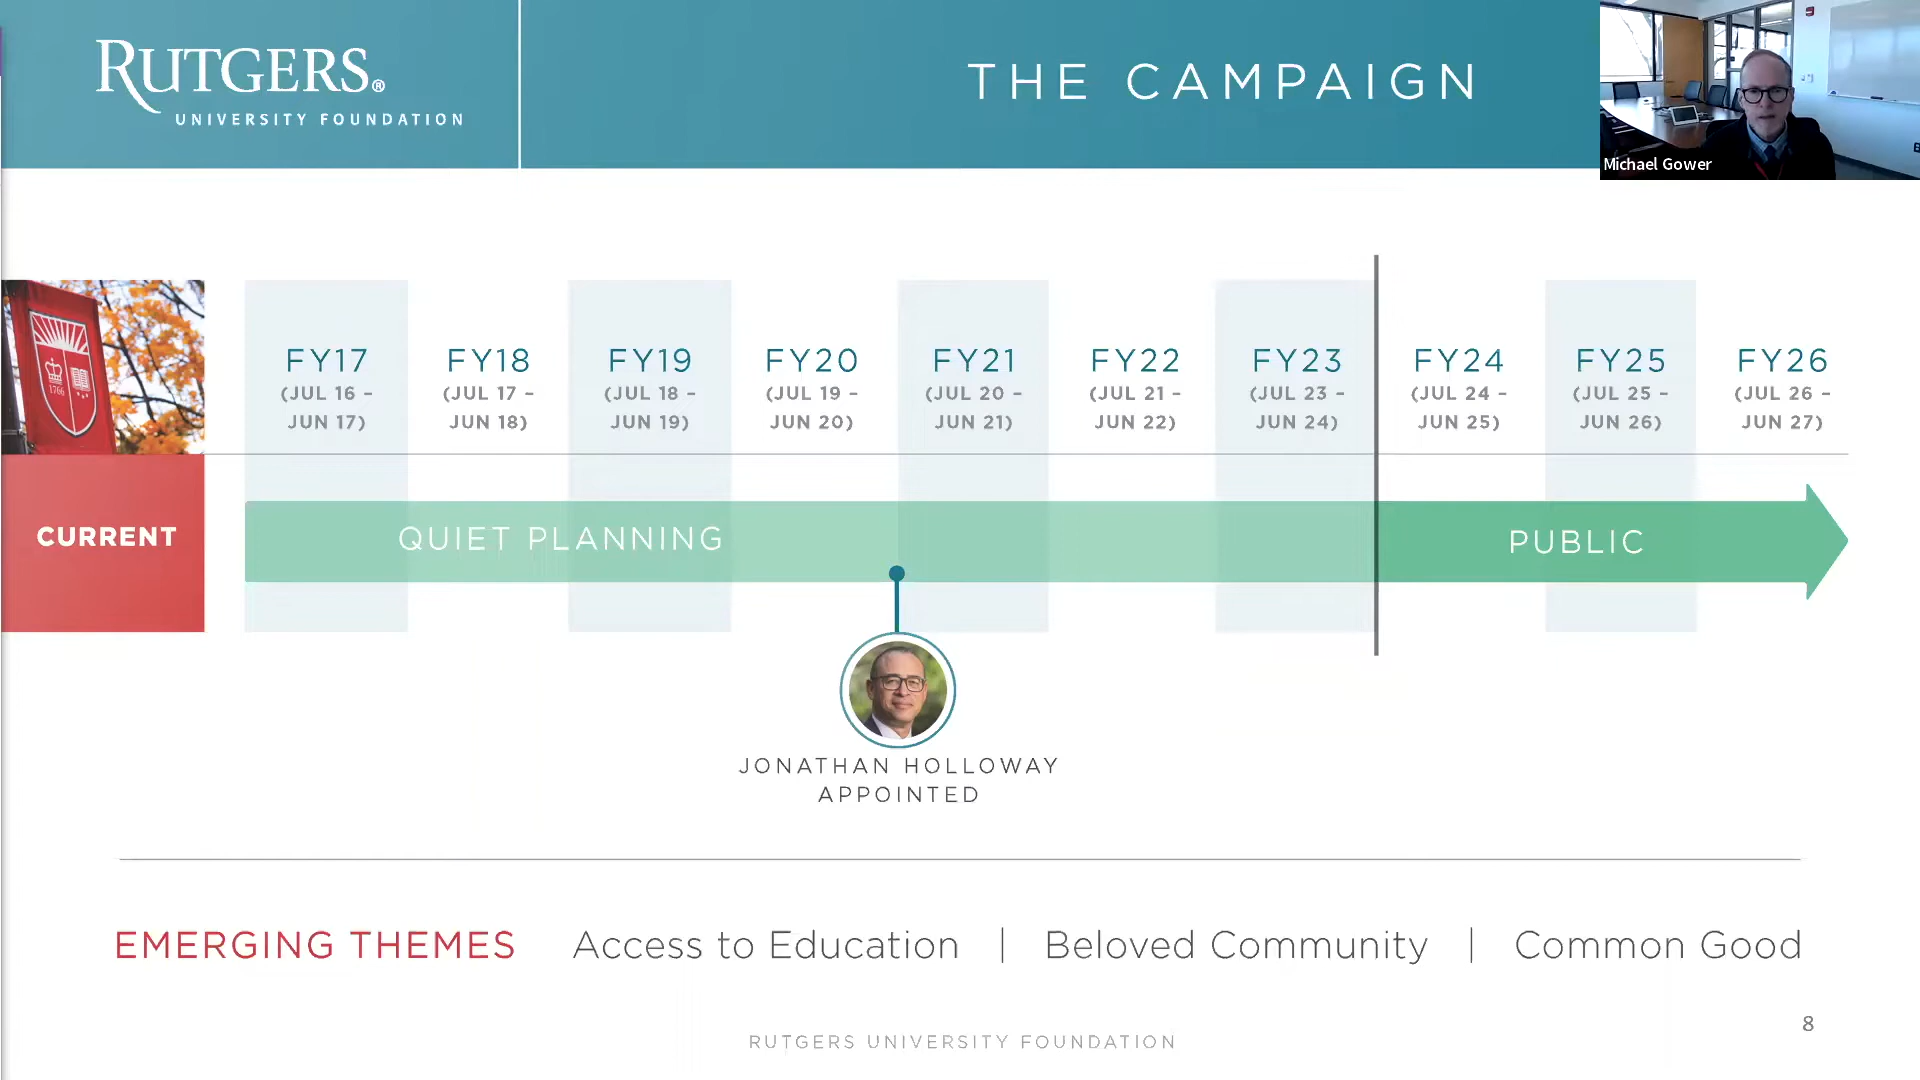 RUTGERS®
UNIVERSITY FOUNDATION
THE CAMPAIGN
Michael Gower
FY17
(JUL 16 –
JUN 17)
FY18
(JUL 17 –
JUN 18)
FY19
(JUL 18 –
JUN 19)
FY20
(JUL 19 –
JUN 20)
FY21
(JUL 20 –
JUN 21)
FY22
(JUL 21 –
JUN 22)
FY23
(JUL 23 –
JUN 24)
FY24
(JUL 24 –
JUN 25)
FY25
(JUL 25 –
JUN 26)
FY26
(JUL 26 –
JUN 27)
1766
CURRENT
QUIET PLANNING
PUBLIC
JONATHAN HOLLOWAY
APPOINTED
EMERGING THEMES Access to Education | Beloved Community | Common Good
8
RUTGERS UNIVERSITY FOUNDATION